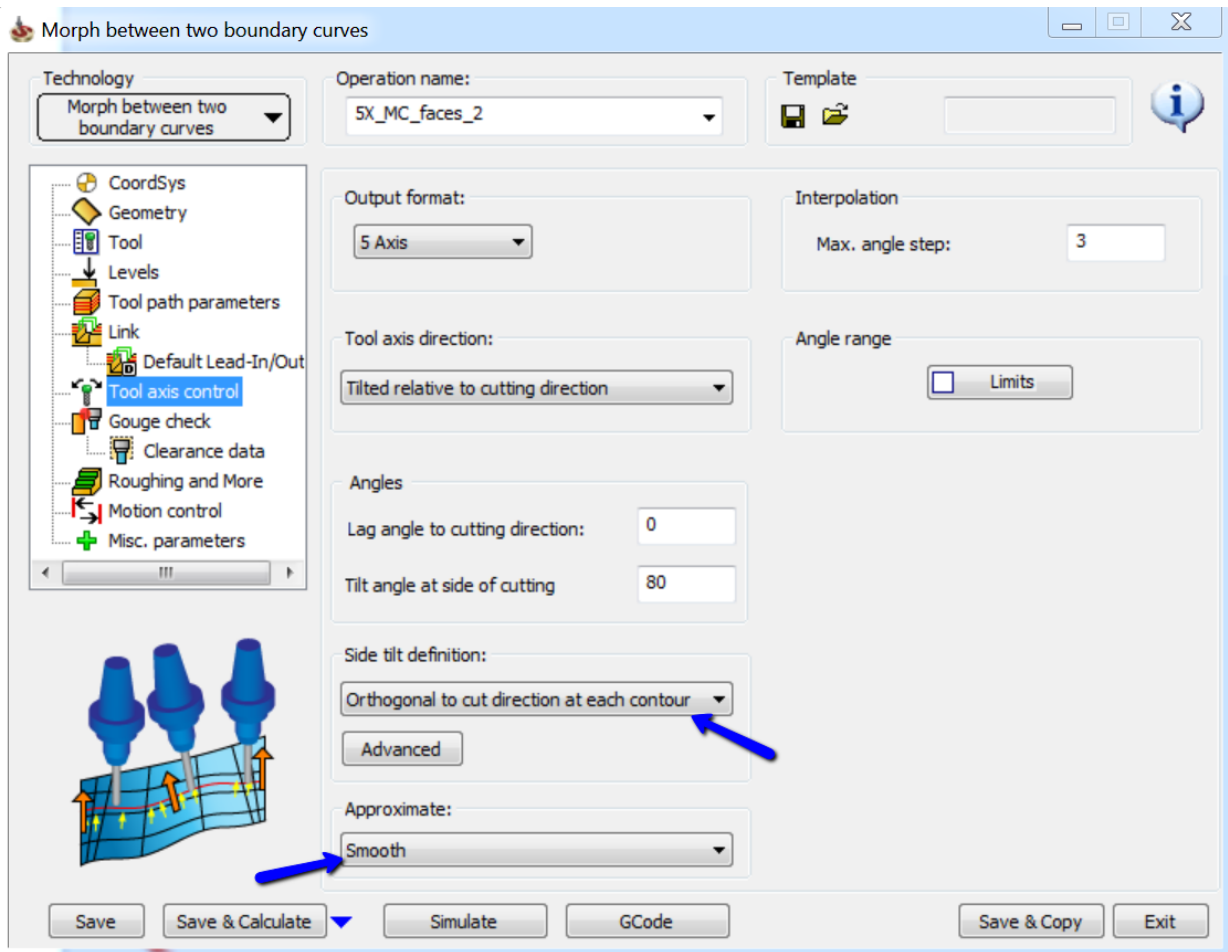 Morph between two boundary curves
Technology
Morph between two
boundary curves
Operation name:
5X_MC_faces_2
Template
CoordSys
Geometry
Tool
Levels
Tool path parameters
Link
Default Lead-In/Out
Tool axis control
Gouge check
Clearance data
Roughing and More
Motion control
Misc. parameters
Output format:
5 Axis
Interpolation
Max. angle step:
3
Tool axis direction:
Tilted relative to cutting direction
Angle range
Limits
Angles
Lag angle to cutting direction:
0
Tilt angle at side of cutting
80
Side tilt definition:
Orthogonal to cut direction at each contour
Advanced
Approximate:
Smooth
Save
Save & Calculate
Simulate
GCode
Save & Copy
Exit